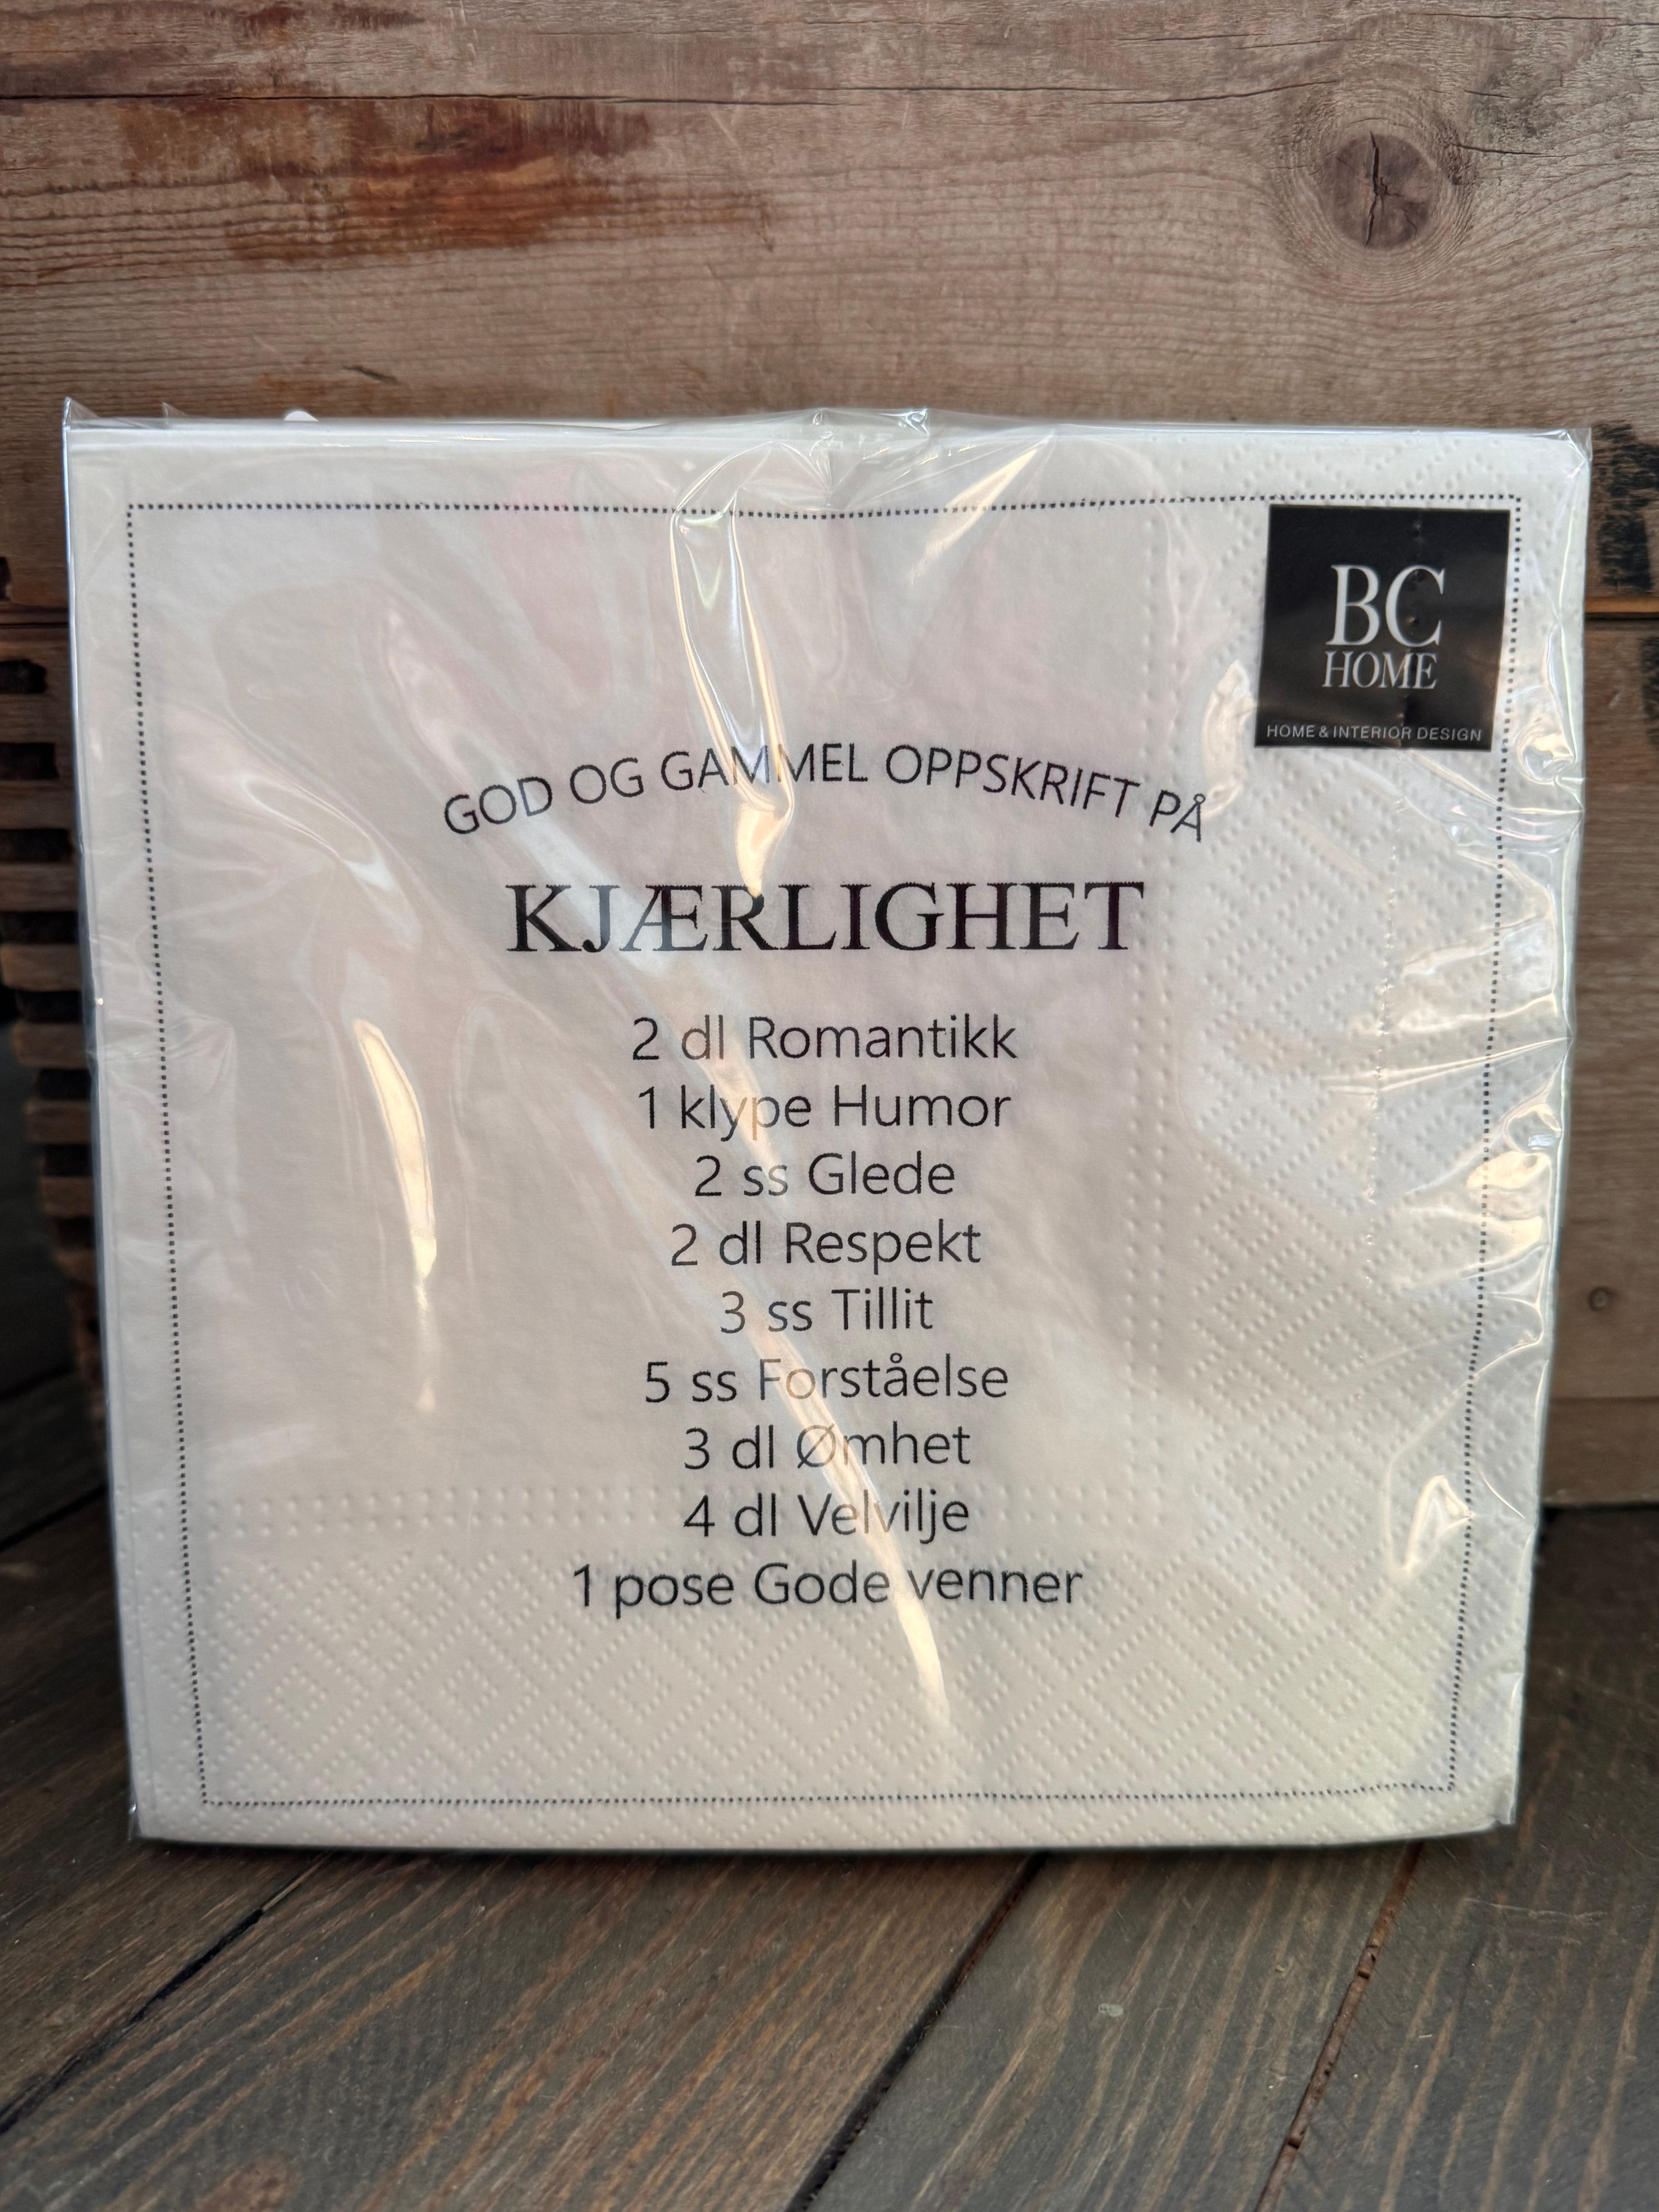 BC
HOME
HOME & INTERIOR DESIGN
GOD OG GAMMEL OPPSKRIFT PÅ
KJÆRLIGHET
2 dl Romantikk
1 klype Humor
2 ss Glede
2 dl Respekt
3 ss Tillit
5 ss Forståelse
3 dl Ømhet
4 dl Velvilje
1 pose Gode venner